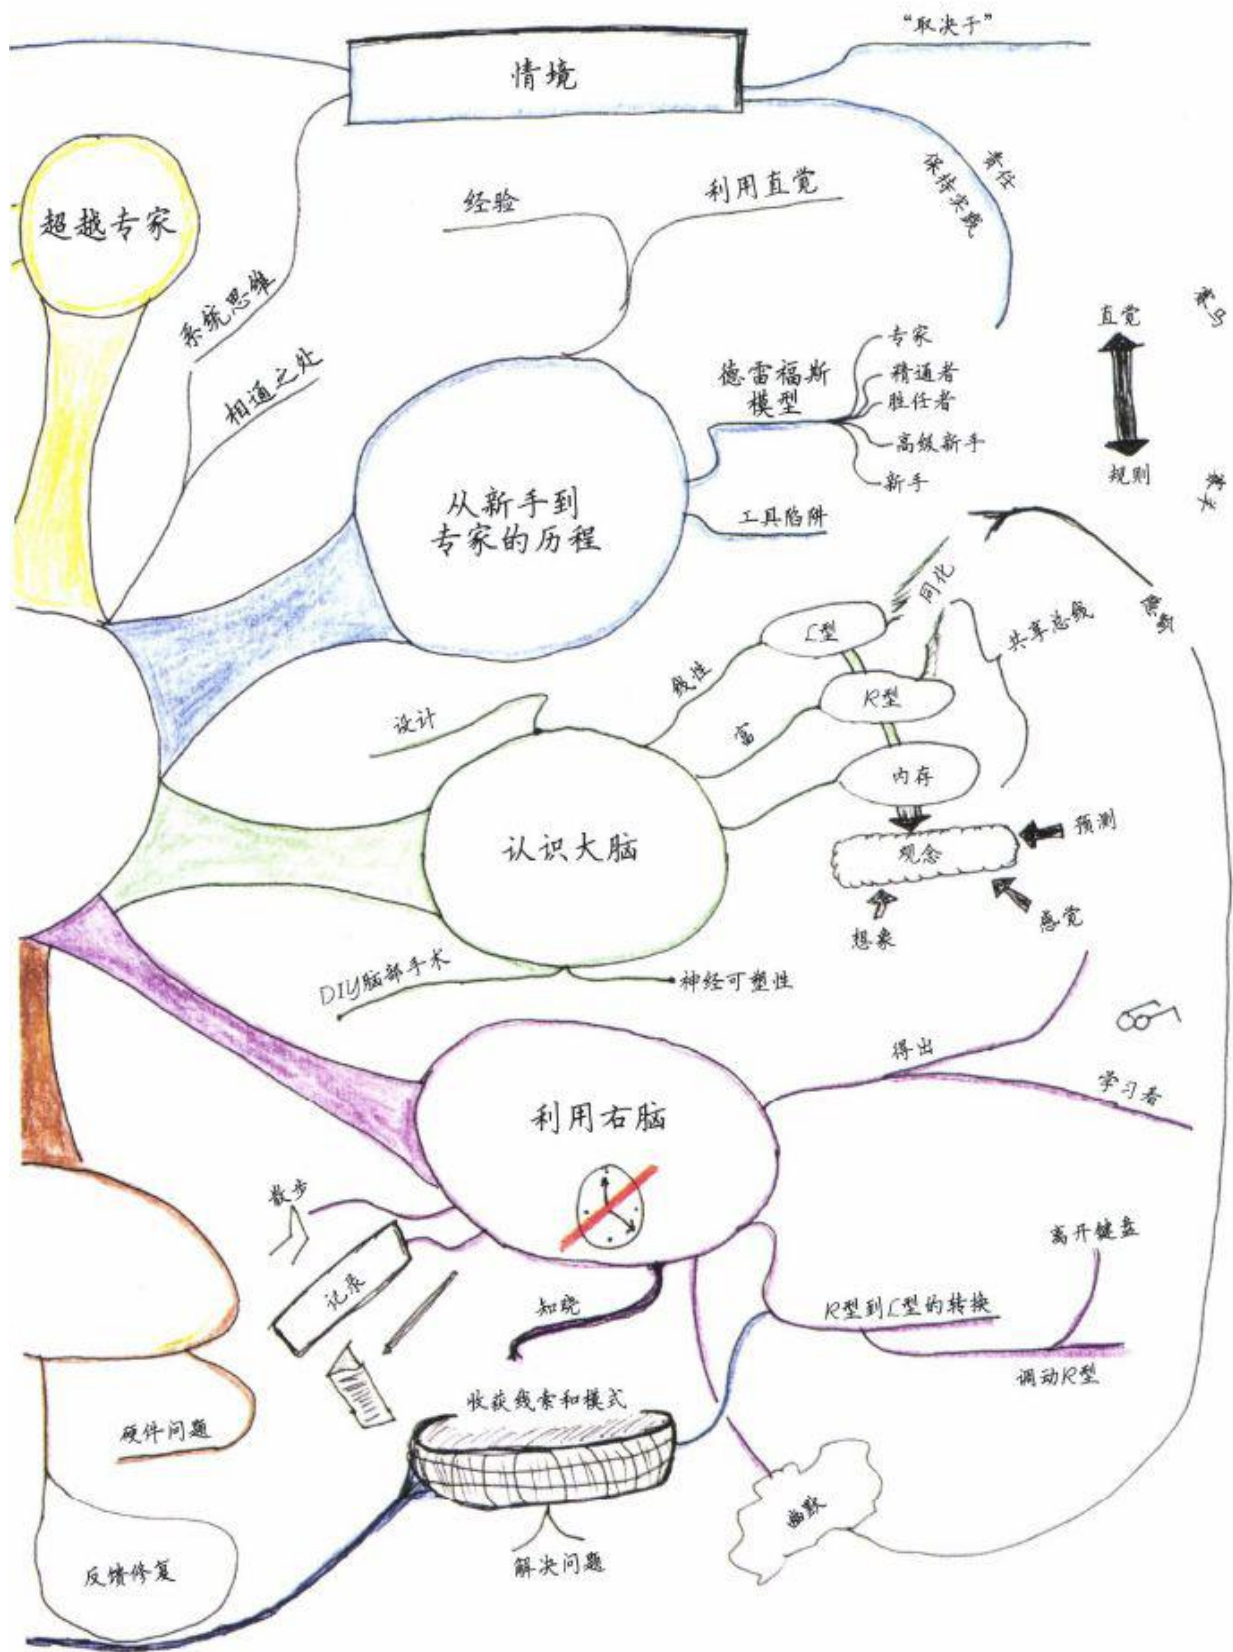 “取决于”
情境
责任
保持实践
超越专家
经验
利用直觉
系统思维
相通之处
直觉
规则
赛马
牧羊
德雷福斯
模型
专家
精通者
胜任者
高级新手
新手
工具陷阱
从新手到
专家的历程
同化
L型
线性
共享总线
R型
富
设计
内存
认识大脑
观念
预测
想象
感觉
DIY脑部手术
神经可塑性
得出
学习者
利用右脑
散步
记录
知晓
离开键盘
R型到L型的转换
调动R型
收获线索和模式
硬件问题
幽默
解决问题
反馈修复